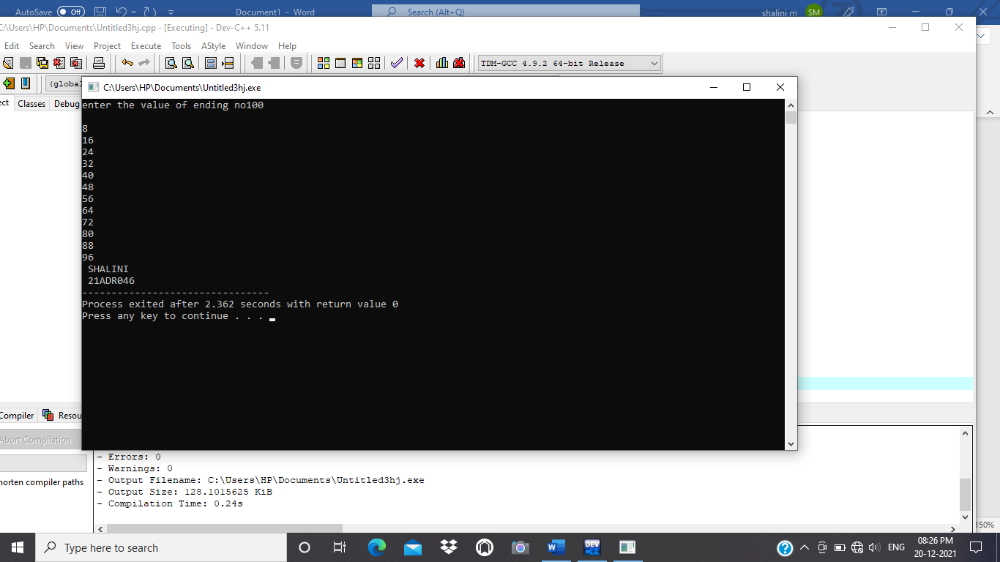 AutoSave Off Document1 - Word Search (Alt+Q) shalini m SM
C:\Users\HP\Documents\Untitled3hj.cpp - [Executing] - Dev-C++ 5.11
Edit Search View Project Execute Tools AStyle Window Help
TDM-GCC 4.9.2 64-bit Release
(global
C:\Users\HP\Documents\Untitled3hj.exe
Classes Debug
enter the value of ending no100
8
16
24
32
40
48
56
64
72
80
88
96
SHALINI
21ADR046
--------------------------------
Process exited after 2.362 seconds with return value 0
Press any key to continue . . .
Compiler Resou
Abort Compilation
horten compiler paths
- Errors: 0
- Warnings: 0
- Output Filename: C:\Users\HP\Documents\Untitled3hj.exe
- Output Size: 128.1015625 KiB
- Compilation Time: 0.24s
150%
Type here to search
DEV
ENG
08:26 PM
20-12-2021